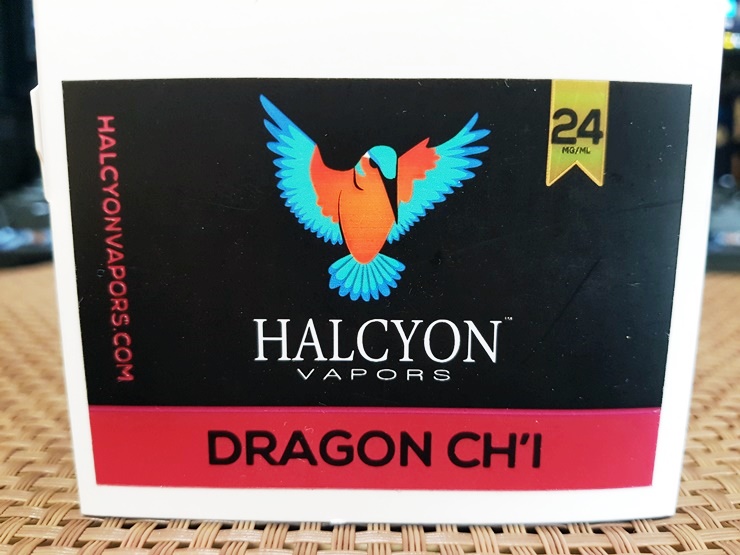 24
MG/ML
HALCYONVAPORS.COM
HALCYON™
VAPORS
DRAGON CH'I